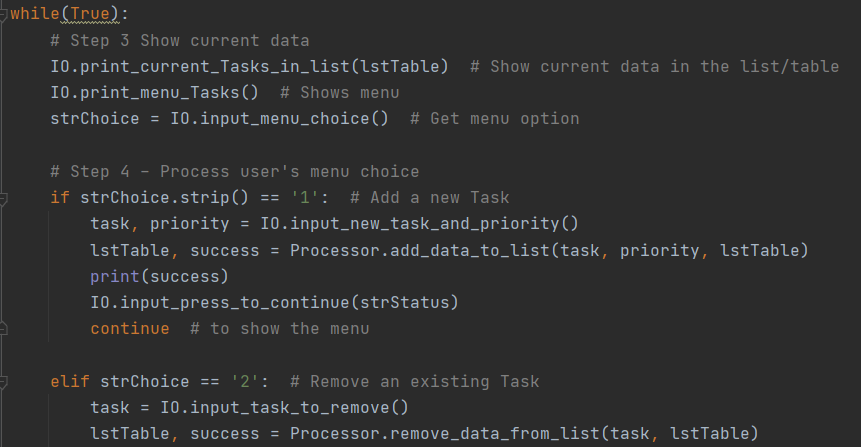 while(True):
    # Step 3 Show current data
    IO.print_current_Tasks_in_list(lstTable)  # Show current data in the list/table
    IO.print_menu_Tasks()  # Shows menu
    strChoice = IO.input_menu_choice()  # Get menu option

    # Step 4 - Process user's menu choice
    if strChoice.strip() == '1':  # Add a new Task
        task, priority = IO.input_new_task_and_priority()
        lstTable, success = Processor.add_data_to_list(task, priority, lstTable)
        print(success)
        IO.input_press_to_continue(strStatus)
        continue  # to show the menu

    elif strChoice == '2':  # Remove an existing Task
        task = IO.input_task_to_remove()
        lstTable, success = Processor.remove_data_from_list(task, lstTable)